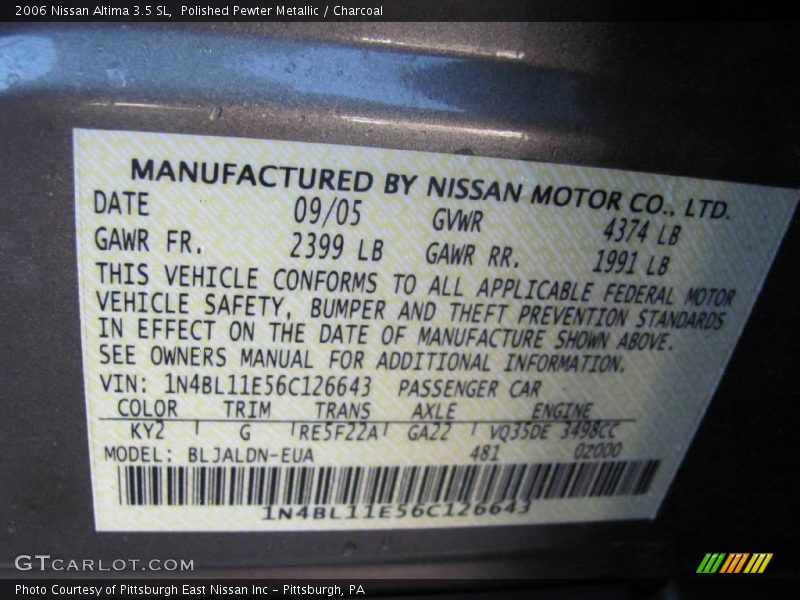 2006 Nissan Altima 3.5 SL,  Polished Pewter Metallic / Charcoal
MANUFACTURED BY NISSAN MOTOR CO., LTD.
DATE 09/05 GVWR 4374 LB
GAWR FR. 2399 LB GAWR RR. 1991 LB
THIS VEHICLE CONFORMS TO ALL APPLICABLE FEDERAL MOTOR
VEHICLE SAFETY, BUMPER AND THEFT PREVENTION STANDARDS
IN EFFECT ON THE DATE OF MANUFACTURE SHOWN ABOVE.
SEE OWNERS MANUAL FOR ADDITIONAL INFORMATION.
VIN: 1N4BL11E56C126643 PASSENGER CAR
COLOR TRIM TRANS AXLE ENGINE
KY2 G RE5F22A GA22 VQ35DE 3498CC
MODEL: BLJALDN-EUA 481 0Z000
1N4BL11E56C126643
GTCARLOT.COM
Photo Courtesy of Pittsburgh East Nissan Inc - Pittsburgh, PA